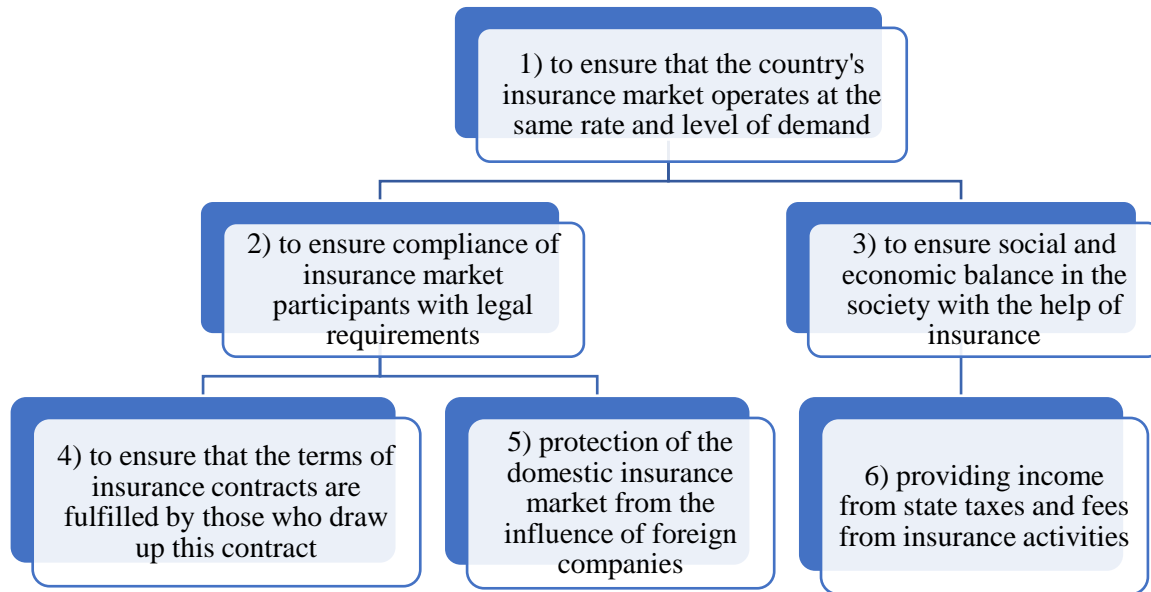 1) to ensure that the country's
insurance market operates at the
same rate and level of demand
2) to ensure compliance of
insurance market
participants with legal
requirements
3) to ensure social and
economic balance in the
society with the help of
insurance
4) to ensure that the terms of
insurance contracts are
fulfilled by those who draw
up this contract
5) protection of the
domestic insurance
market from the
influence of foreign
companies
6) providing income
from state taxes and fees
from insurance activities